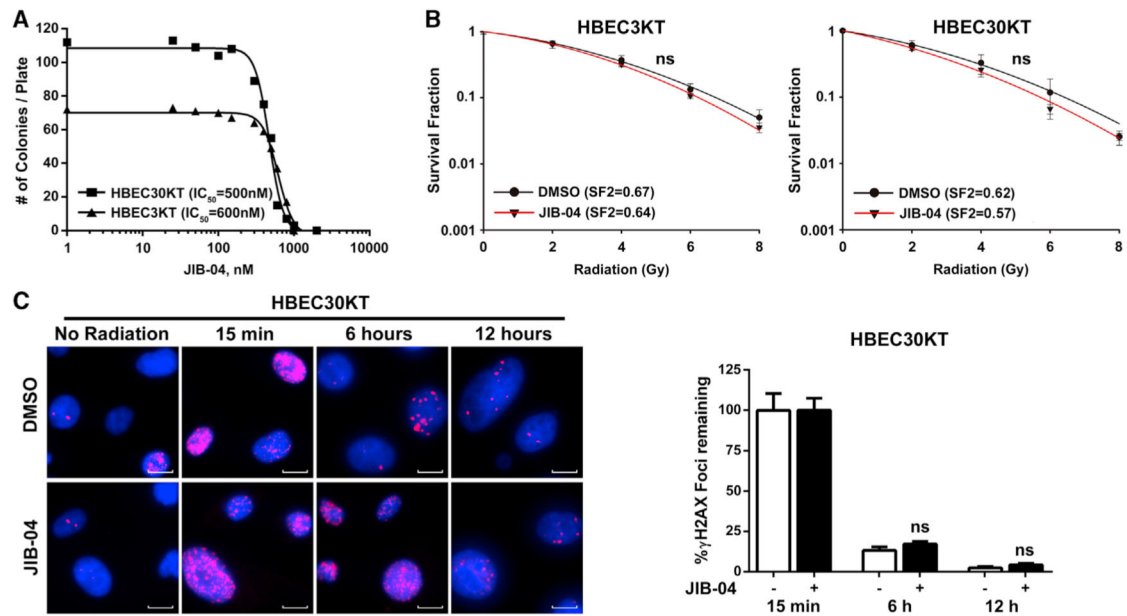 A
# of Colonies / Plate
120
100
80
60
40
20
0
HBEC30KT (IC50=500nM)
HBEC3KT (IC50=600nM)
1 10 100 1000 10000
JIB-04, nM
B
HBEC3KT
Survival Fraction
1
0.1
0.01
0.001
ns
DMSO (SF2=0.67)
JIB-04 (SF2=0.64)
0 2 4 6 8
Radiation (Gy)
HBEC30KT
Survival Fraction
1
0.1
0.01
0.001
ns
DMSO (SF2=0.62)
JIB-04 (SF2=0.57)
0 2 4 6 8
Radiation (Gy)
C
HBEC30KT
No Radiation 15 min 6 hours 12 hours
DMSO
JIB-04
HBEC30KT
%γH2AX Foci remaining
125
100
75
50
25
0
ns
ns
JIB-04 - + - + - +
15 min 6 h 12 h